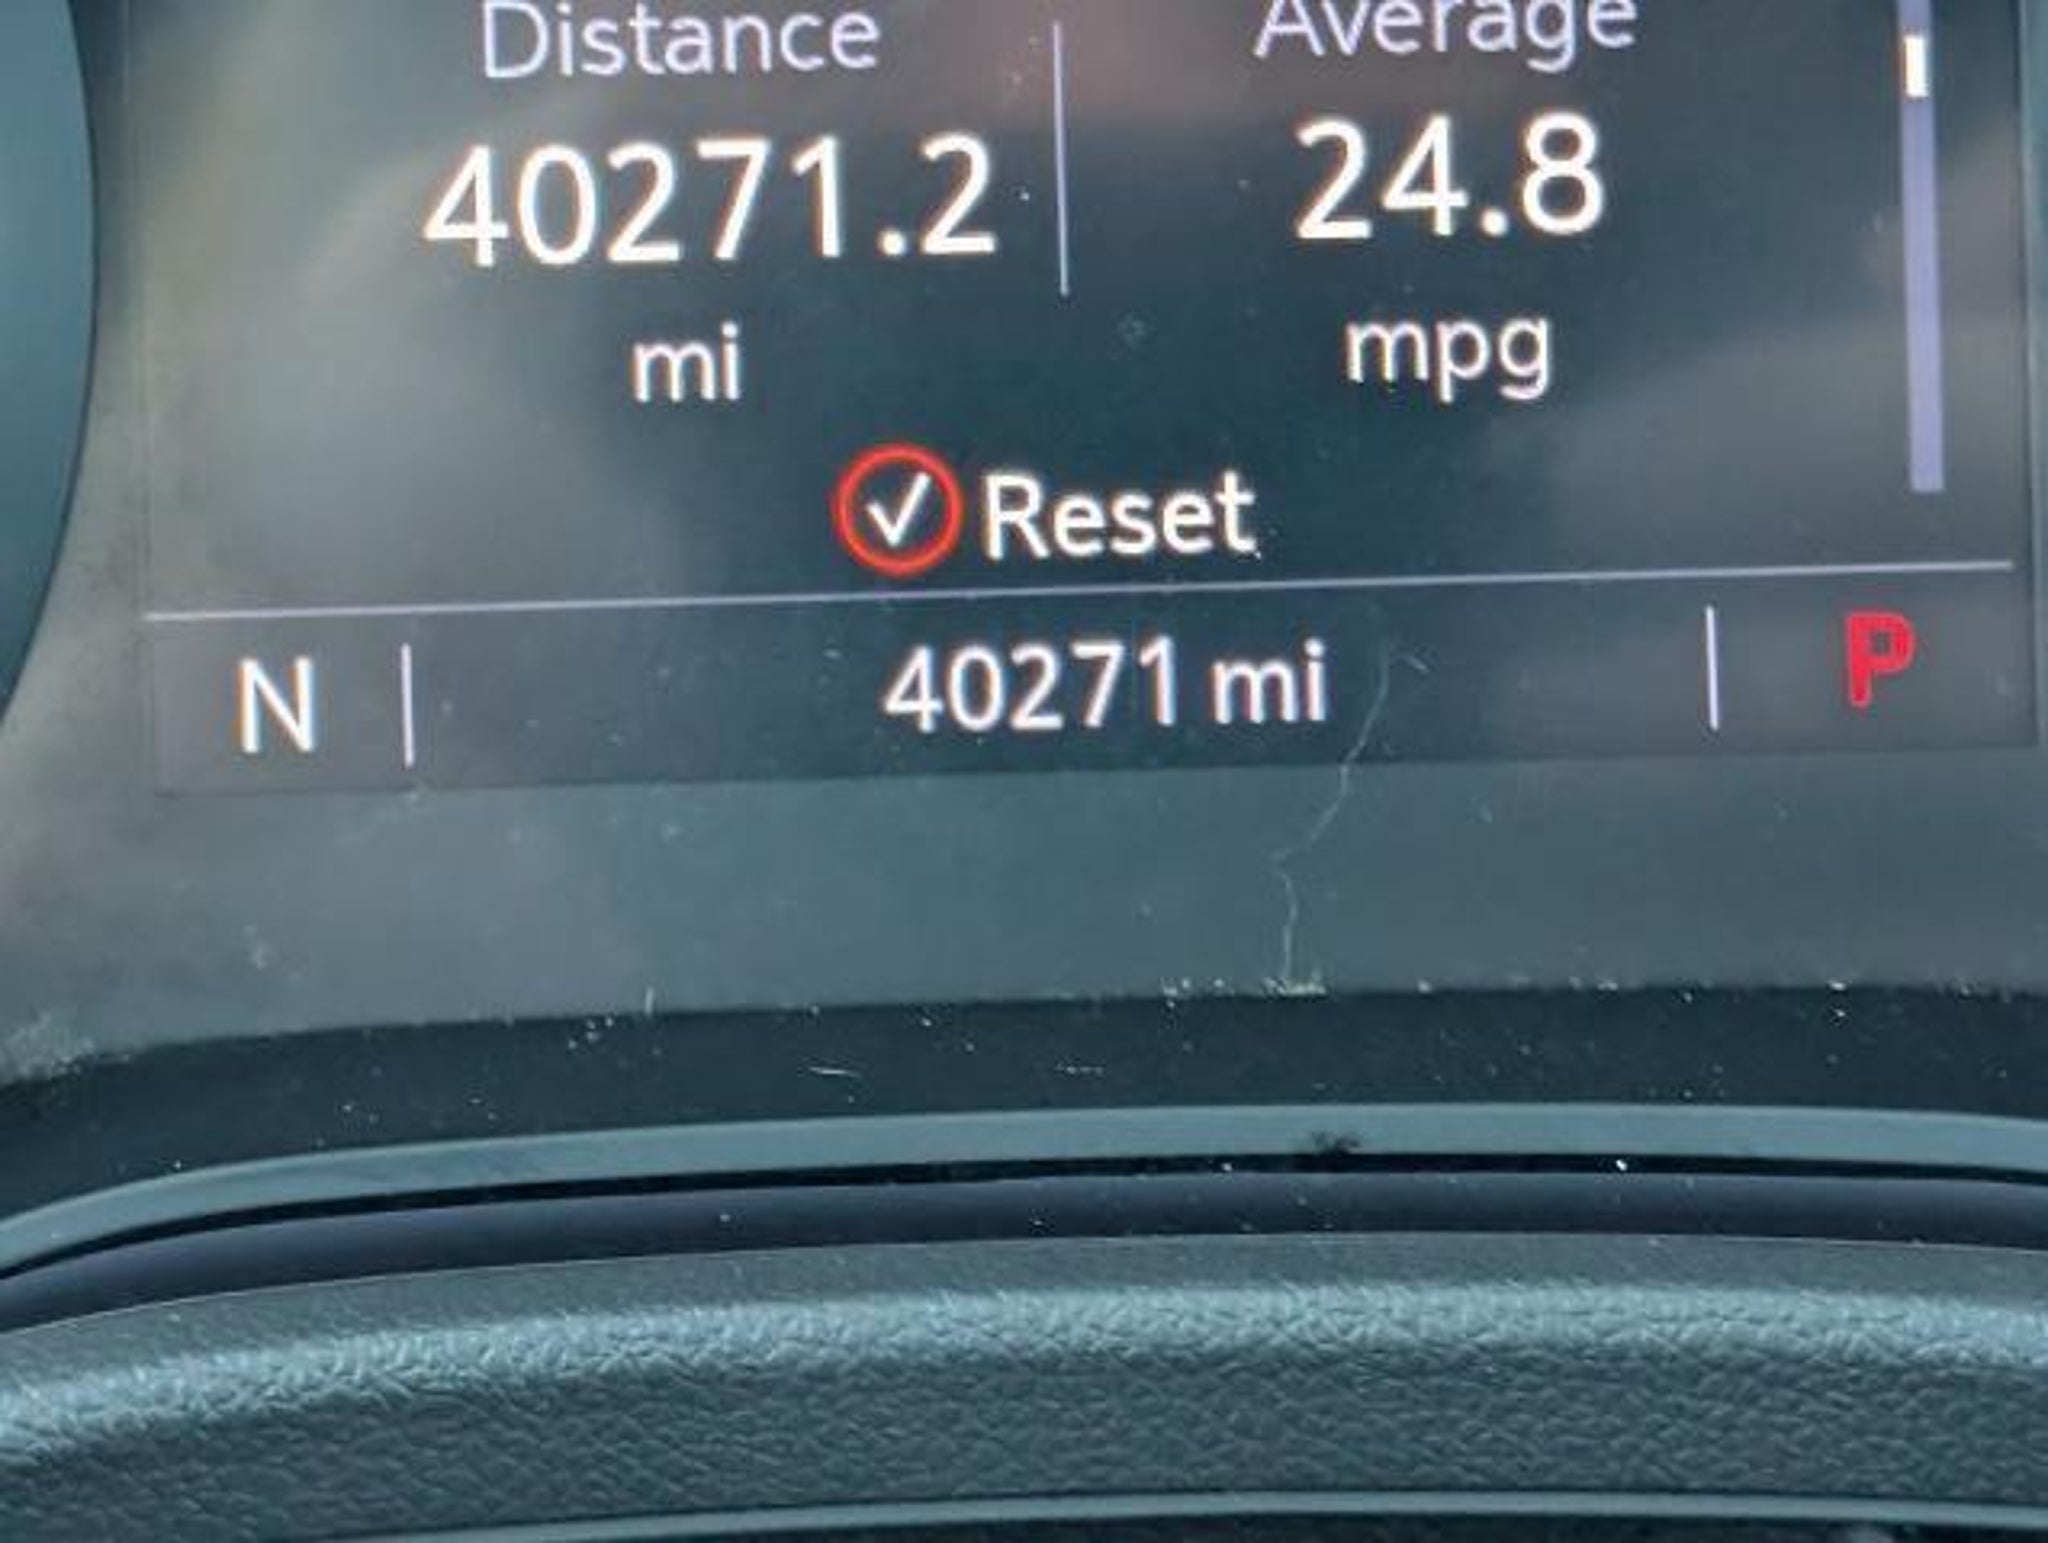 Distance Average
40271.2 24.8
mi mpg
Reset
N 40271 mi P